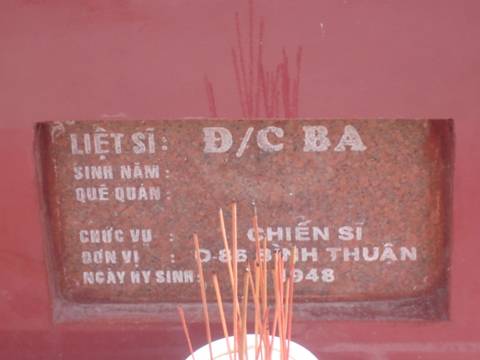 LIỆT SĨ: Đ/C BA
SINH NĂM :
QUÊ QUÁN :
CHỨC VỤ : CHIẾN SĨ
ĐƠN VỊ : BÌNH THUẬN
NGÀY HY SINH: 1948